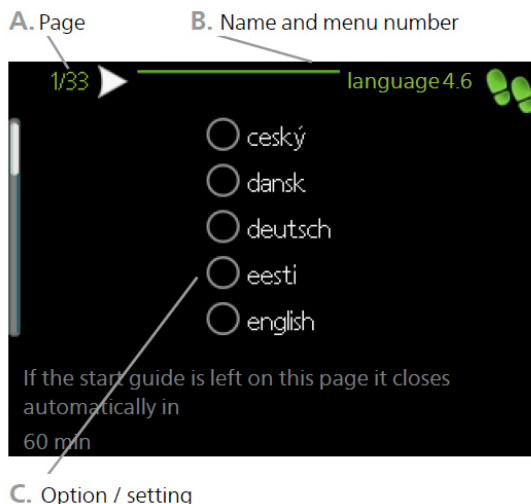 A. Page
B. Name and menu number
1/33
language 4.6
ceský
dansk
deutsch
eesti
english
If the start guide is left on this page it closes
automatically in
60 min
C. Option / setting